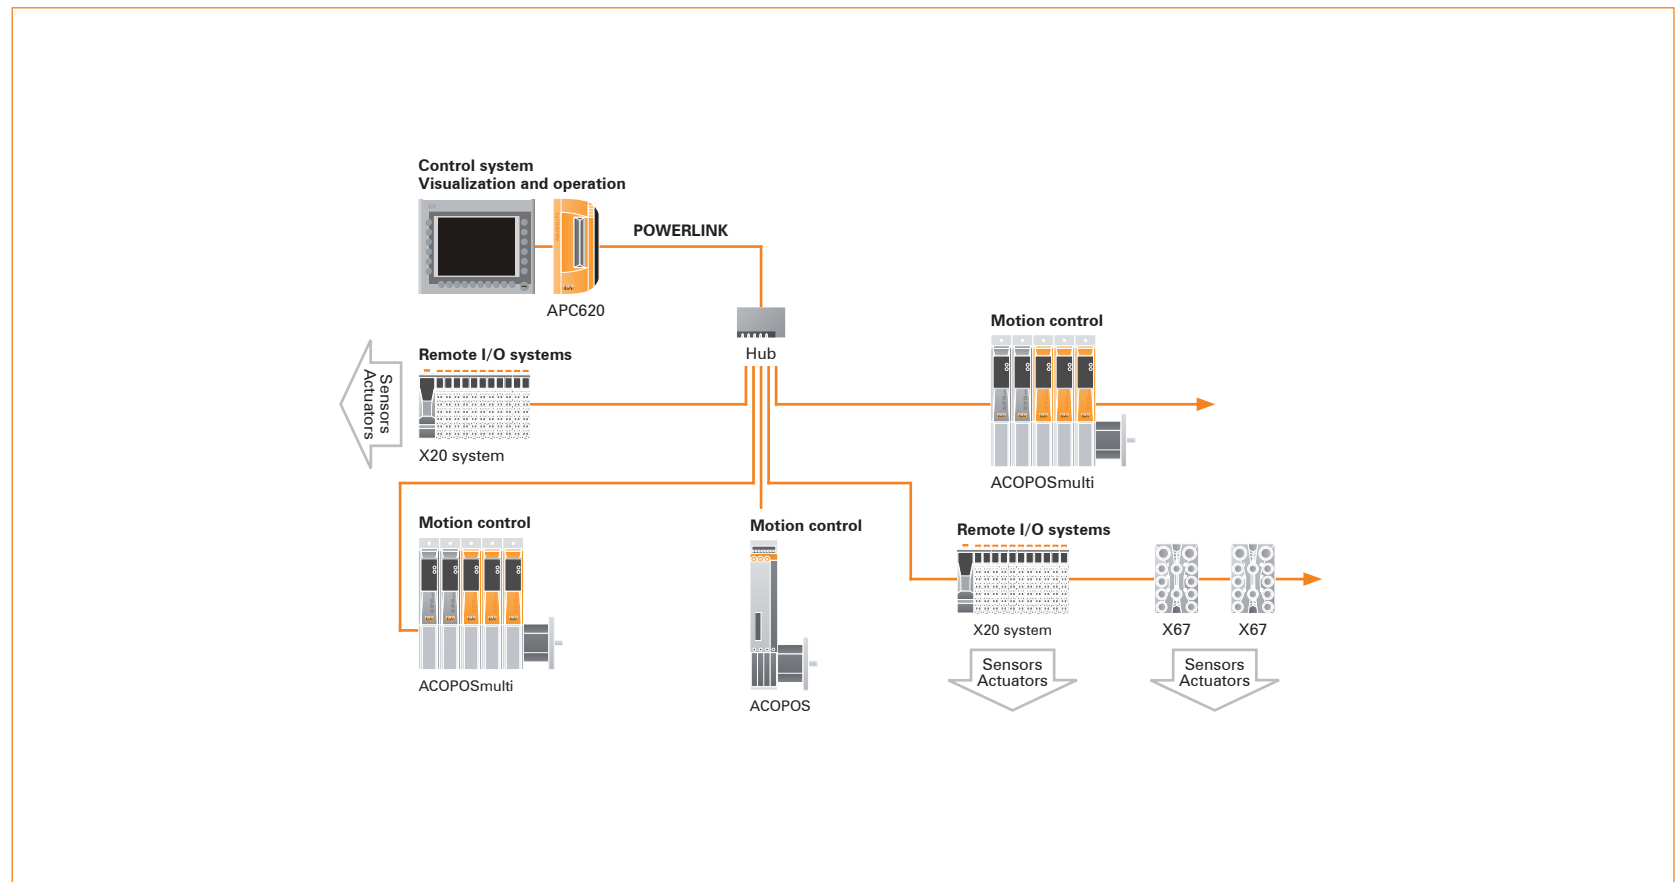 Control system
Visualization and operation
POWERLINK
APC620
Hub
Motion control
Remote I/O systems
Sensors
Actuators
X20 system
ACOPOSmulti
Motion control
ACOPOSmulti
Motion control
ACOPOS
Remote I/O systems
X20 system
X67
X67
Sensors
Actuators
Sensors
Actuators